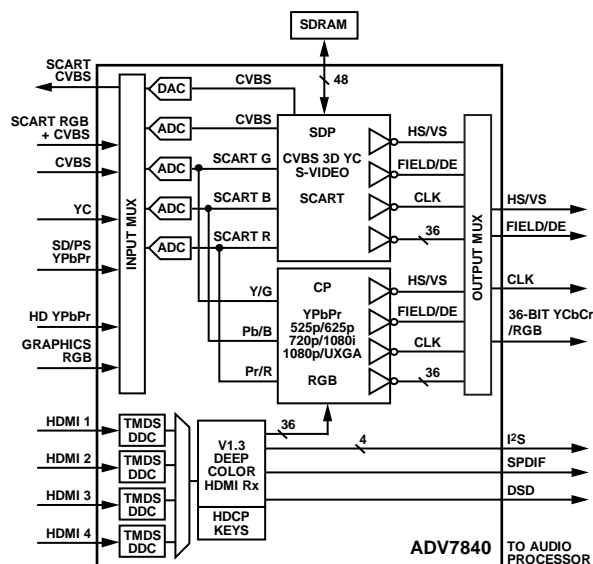 SDRAM
SCART
CVBS
SCART RGB
+ CVBS
CVBS
YC
SD/PS
YPbPr
HD YPbPr
GRAPHICS
RGB
INPUT MUX
DAC
ADC
ADC
ADC
ADC
CVBS
CVBS
SCART G
SCART B
SCART R
Y/G
Pb/B
Pr/R
48
SDP
CVBS 3D YC
S-VIDEO
SCART
HS/VS
FIELD/DE
CLK
36
CP
YPbPr
525p/625p
720p/1080i
1080p/UXGA
RGB
HS/VS
FIELD/DE
CLK
36
OUTPUT MUX
HS/VS
FIELD/DE
CLK
36-BIT YCbCr
/RGB
HDMI 1
HDMI 2
HDMI 3
HDMI 4
TMDS
DDC
TMDS
DDC
TMDS
DDC
TMDS
DDC
36
V1.3
DEEP
COLOR
HDMI Rx
HDCP
KEYS
4
I²S
SPDIF
DSD
ADV7840
TO AUDIO
PROCESSOR